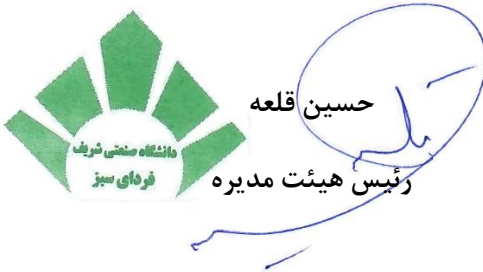 حسین قلعه
دانشگاه صنعتی شریف
فردای سبز
رئیس هیئت مدیره